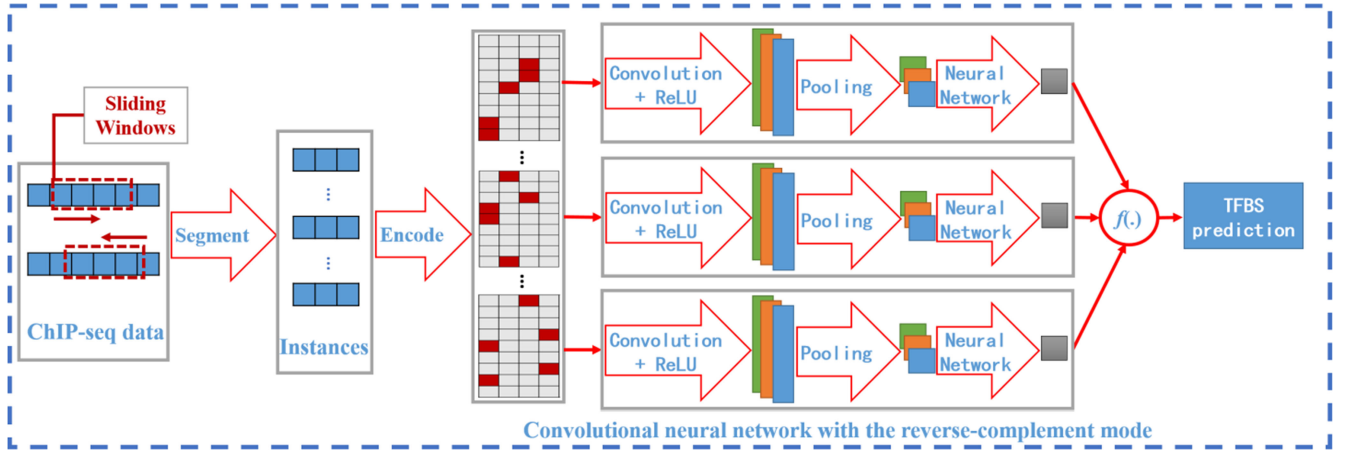 Sliding
Windows
ChIP-seq data
Segment
Instances
Encode
Convolution
+ ReLU
Pooling
Neural
Network
Convolution
+ ReLU
Pooling
Neural
Network
Convolution
+ ReLU
Pooling
Neural
Network
f(.)
TFBS
prediction
Convolutional neural network with the reverse-complement mode